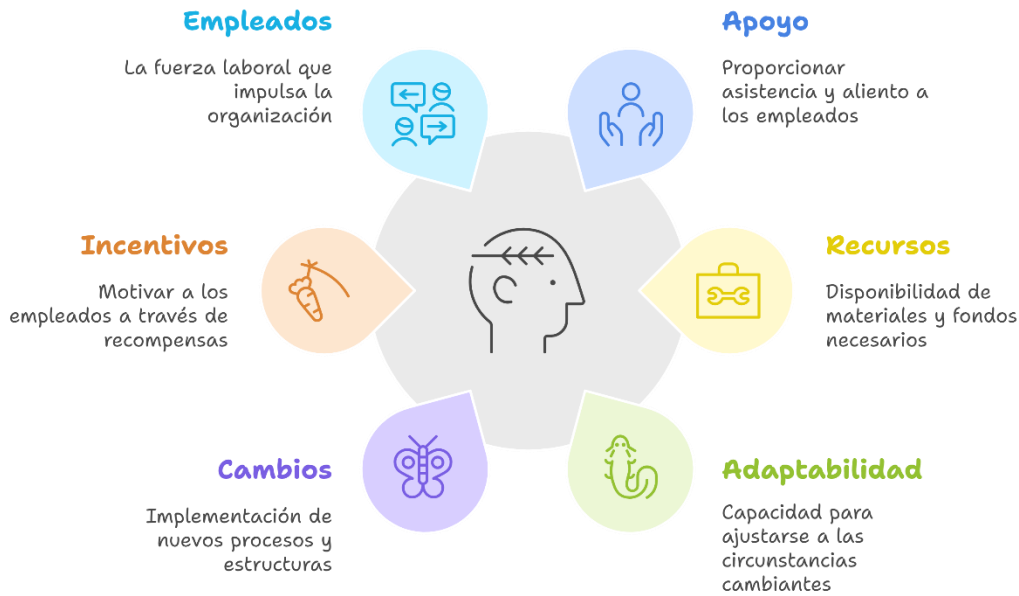 Empleados
La fuerza laboral que
impulsa la
organización
Apoyo
Proporcionar
asistencia y aliento a
los empleados
Incentivos
Motivar a los
empleados a través de
recompensas
Recursos
Disponibilidad de
materiales y fondos
necesarios
Cambios
Implementación de
nuevos procesos y
estructuras
Adaptabilidad
Capacidad para
ajustarse a las
circunstancias
cambiantes